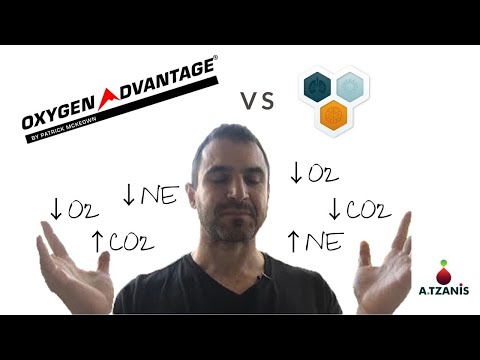 OXYGEN ADVANTAGE®
BY PATRICK MCKEOWN
VS
↓O2
↓NE
↑CO2
↓O2
↓CO2
↑NE
A.TZANIS